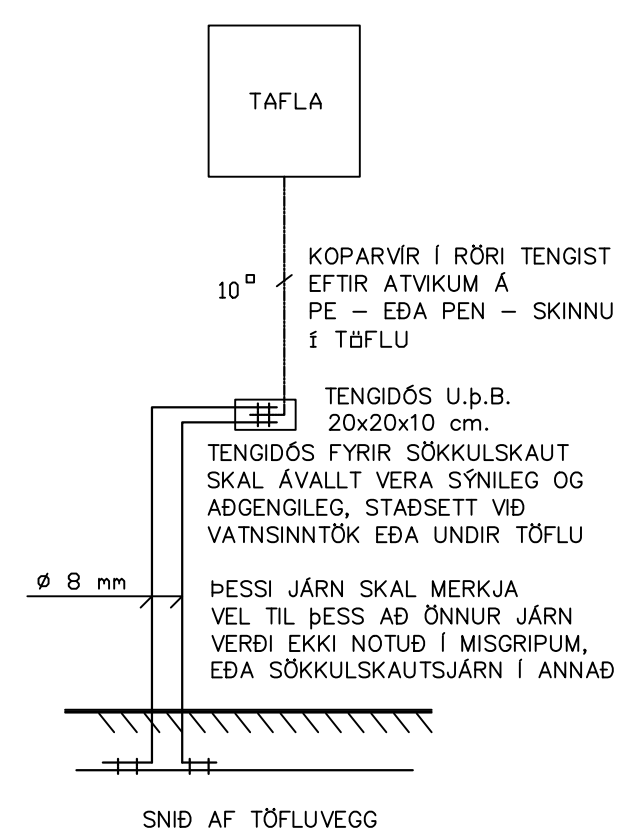 TAFLA
KOPARVÍR Í RÖRI TENGIST
EFTIR ATVIKUM Á
10 □
PE – EÐA PEN – SKINNU
í TöFLU
TENGIDÓS U.þ.B.
20x20x10 cm.
TENGIDÓS FYRIR SÖKKULSKAUT
SKAL ÁVALLT VERA SÝNILEG OG
AÐGENGILEG, STAÐSETT VIÐ
VATNSINNTÖK EÐA UNDIR TÖFLU
ø 8 mm
ÞESSI JÁRN SKAL MERKJA
VEL TIL þESS AÐ ÖNNUR JÁRN
VERÐI EKKI NOTUÐ Í MISGRIPUM,
EÐA SÖKKULSKAUTSJÁRN Í ANNAÐ
SNIÐ AF TÖFLUVEGG